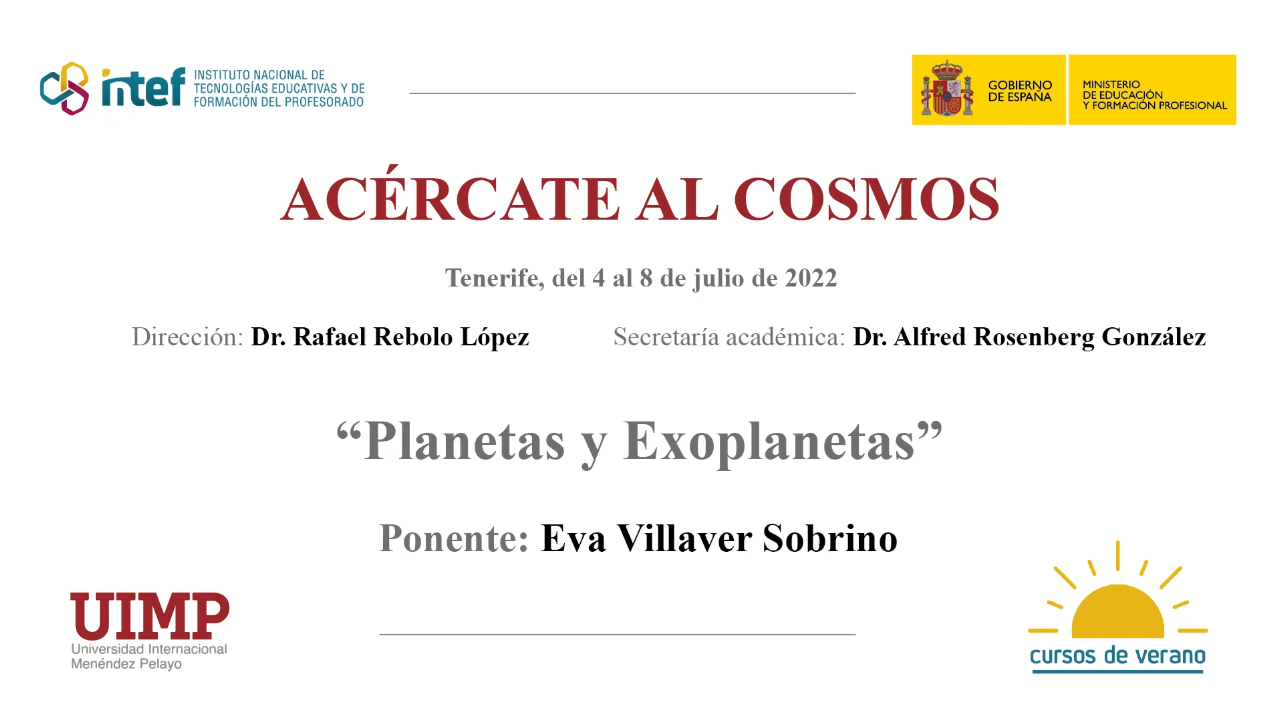 intef
INSTITUTO NACIONAL DE
TECNOLOGÍAS EDUCATIVAS Y DE
FORMACIÓN DEL PROFESORADO
GOBIERNO
DE ESPAÑA
MINISTERIO
DE EDUCACIÓN
Y FORMACIÓN PROFESIONAL
ACÉRCATE AL COSMOS
Tenerife, del 4 al 8 de julio de 2022
Dirección: Dr. Rafael Rebolo López
Secretaría académica: Dr. Alfred Rosenberg González
“Planetas y Exoplanetas”
Ponente: Eva Villaver Sobrino
UIMP
Universidad Internacional
Menéndez Pelayo
cursos de verano